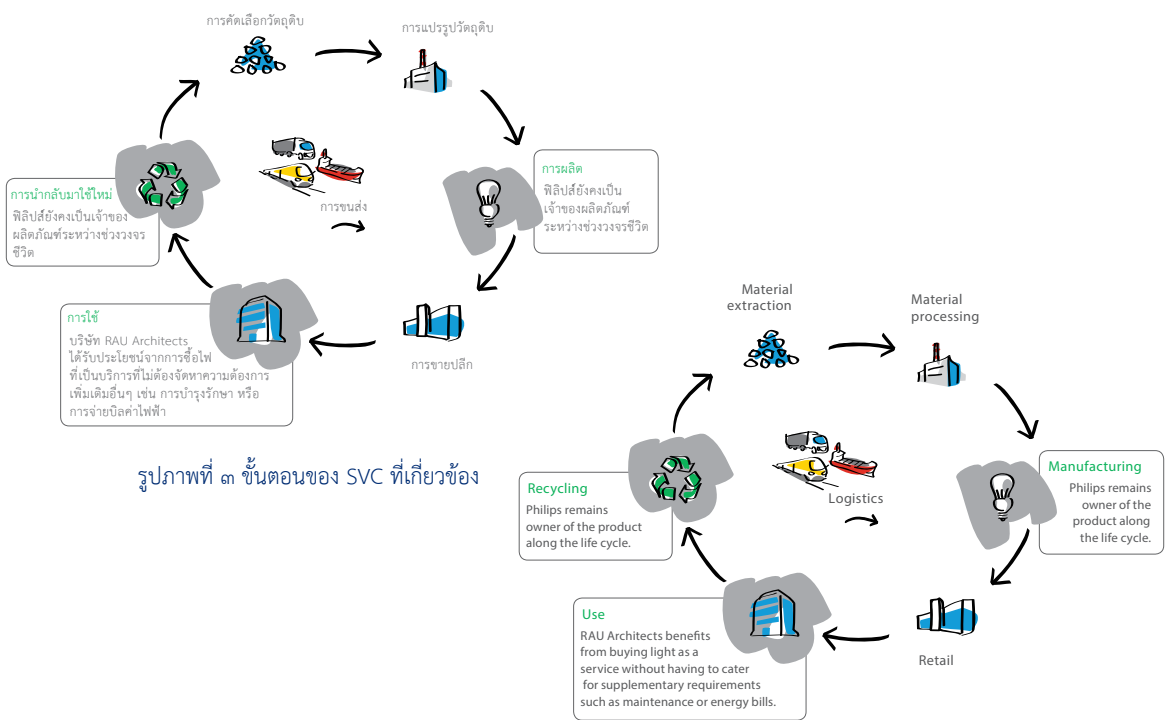 การคัดเลือกวัตถุดิบ
การแปรรูปวัตถุดิบ
การผลิต
ฟิลิปส์ยังคงเป็น
เจ้าของผลิตภัณฑ์
ระหว่างช่วงวงจรชีวิต
การขนส่ง
การนำกลับมาใช้ใหม่
ฟิลิปส์ยังคงเป็นเจ้าของ
ผลิตภัณฑ์ระหว่างช่วงวงจร
ชีวิต
การใช้
บริษัท RAU Architects
ได้รับประโยชน์จากการซื้อไฟ
ที่เป็นบริการที่ไม่ต้องจัดหาความต้องการ
เพิ่มเติมอื่นๆ เช่น การบำรุงรักษา หรือ
การจ่ายบิลค่าไฟฟ้า
การขายปลีก
รูปภาพที่ ๓ ขั้นตอนของ SVC ที่เกี่ยวข้อง
Material
extraction
Material
processing
Manufacturing
Philips remains
owner of the
product along
the life cycle.
Logistics
Recycling
Philips remains
owner of the product
along the life cycle.
Use
RAU Architects benefits
from buying light as a
service without having to cater
for supplementary requirements
such as maintenance or energy bills.
Retail